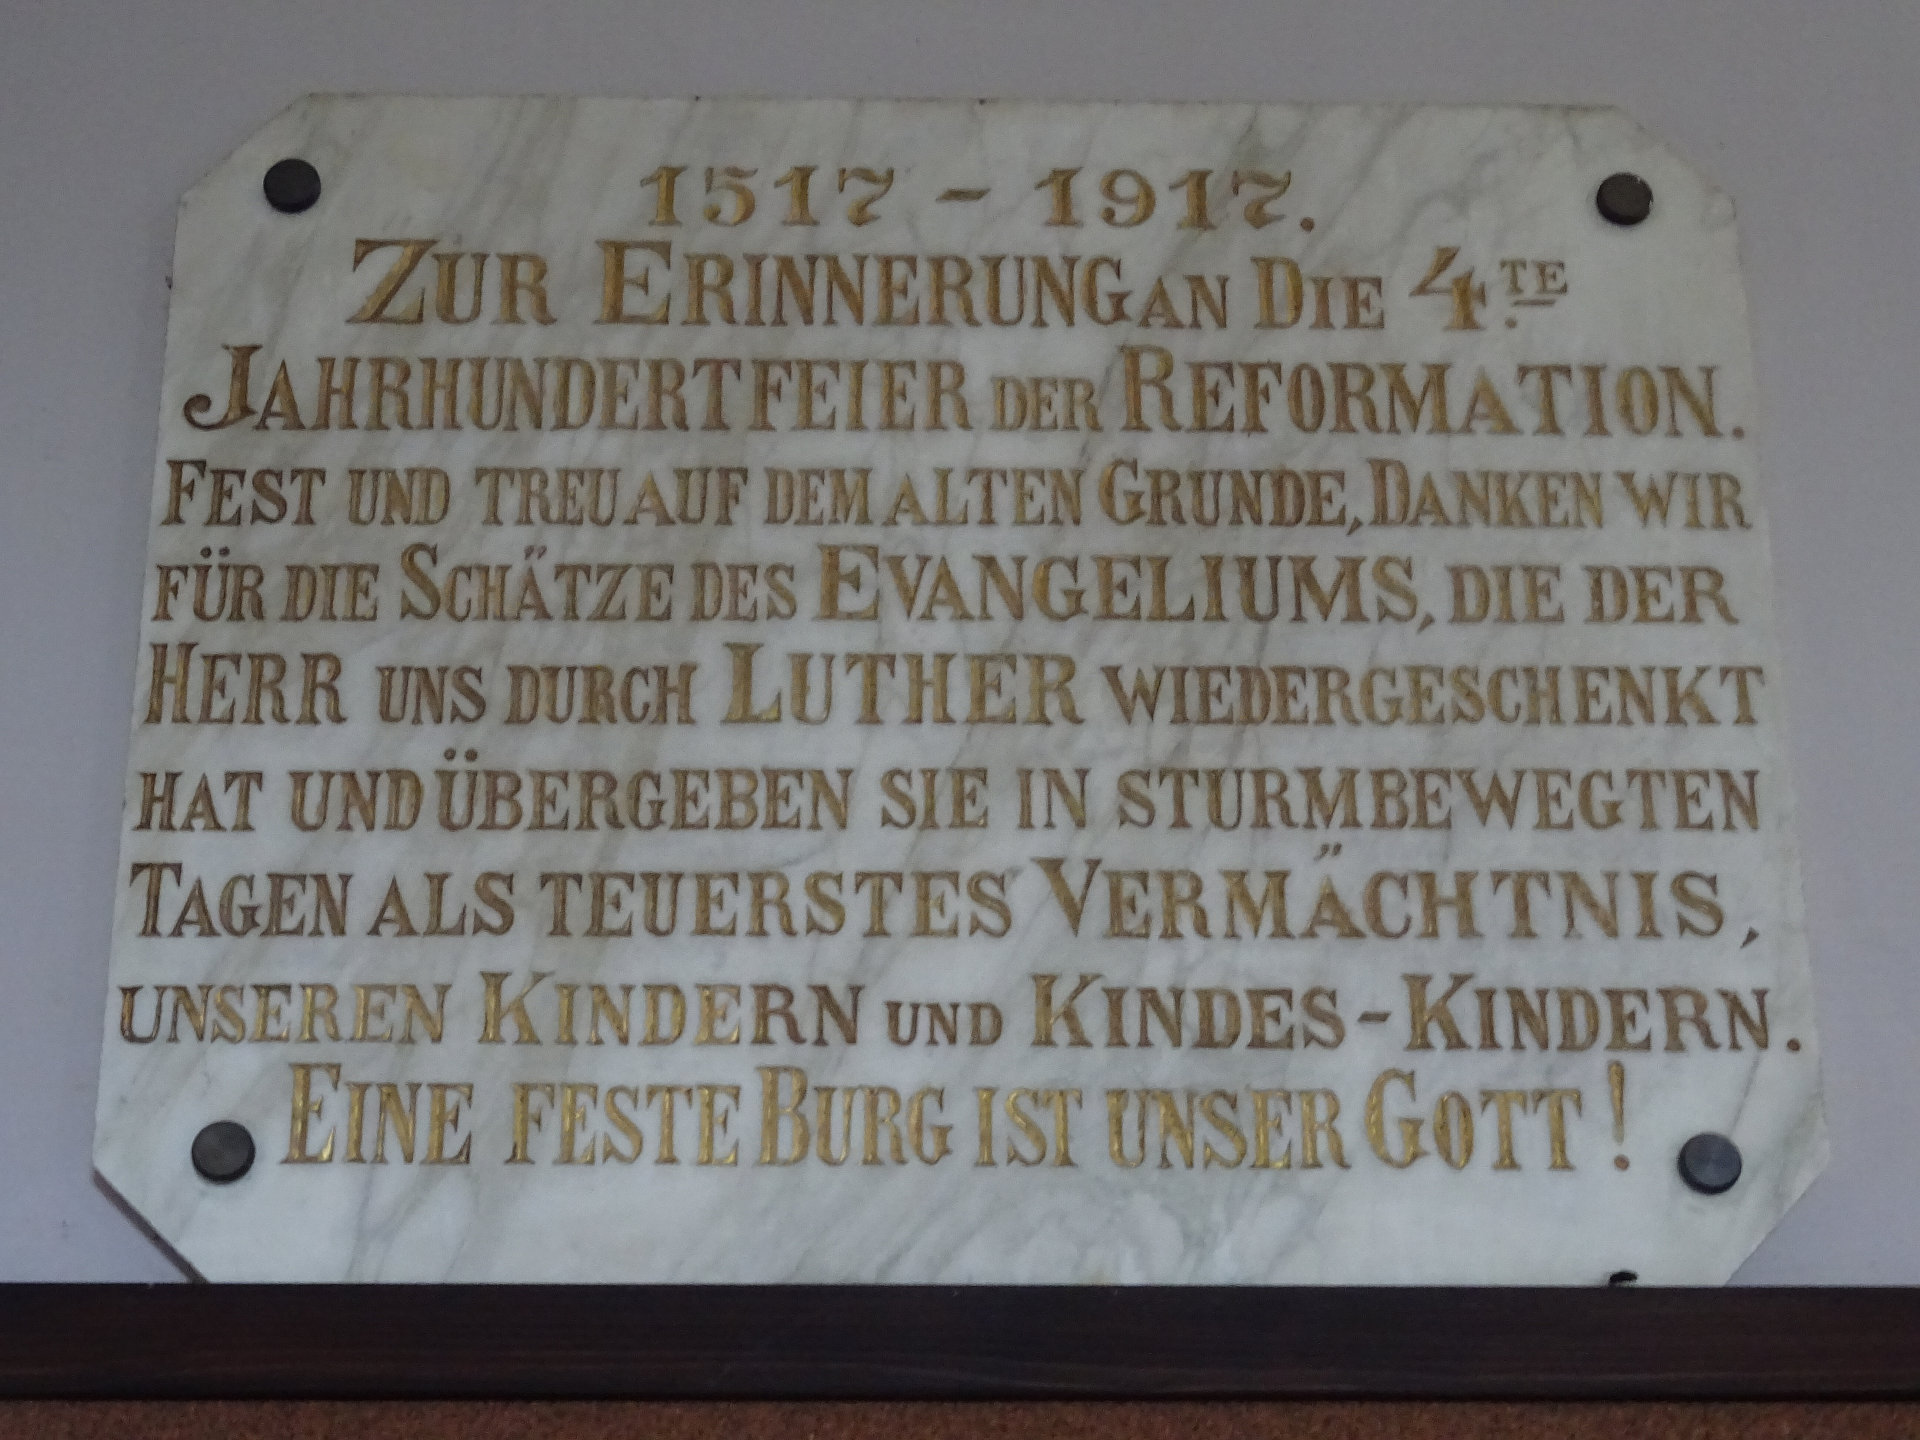 1517 - 1917.
ZUR ERINNERUNG AN DIE 4.TE
JAHRHUNDERTFEIER DER REFORMATION.
FEST UND TREU AUF DEM ALTEN GRUNDE, DANKEN WIR
FÜR DIE SCHÄTZE DES EVANGELIUMS, DIE DER
HERR UNS DURCH LUTHER WIEDERGESCHENKT
HAT UND ÜBERGEBEN SIE IN STURMBEWEGTEN
TAGEN ALS TEUERSTES VERMÄCHTNIS,
UNSEREN KINDERN UND KINDES-KINDERN.
EINE FESTE BURG IST UNSER GOTT!